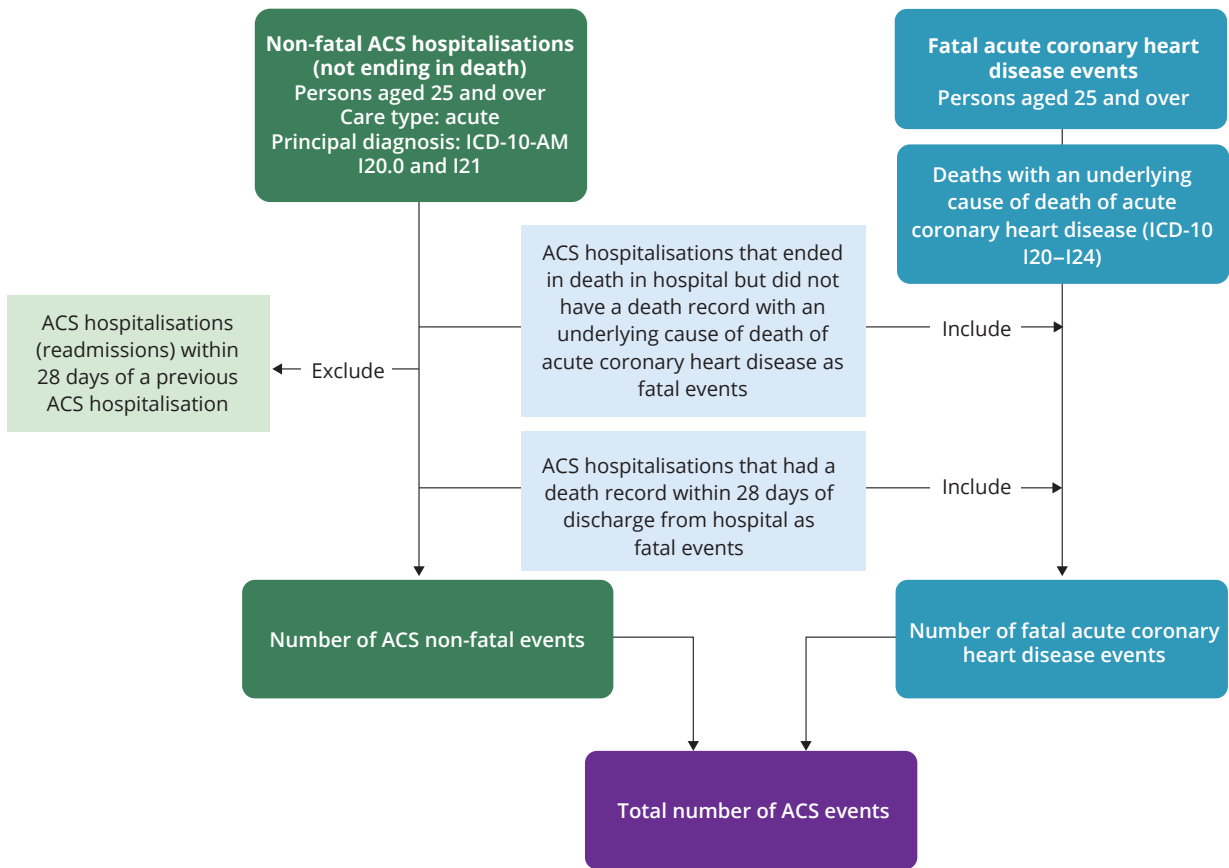 Non-fatal ACS hospitalisations
(not ending in death)
Persons aged 25 and over
Care type: acute
Principal diagnosis: ICD-10-AM
I20.0 and I21
Fatal acute coronary heart
disease events
Persons aged 25 and over
Deaths with an underlying
cause of death of acute
coronary heart disease (ICD-10
I20–I24)
ACS hospitalisations that ended
in death in hospital but did not
have a death record with an
underlying cause of death of
acute coronary heart disease as
fatal events
Include
ACS hospitalisations
(readmissions) within
28 days of a previous
ACS hospitalisation
Exclude
ACS hospitalisations that had a
death record within 28 days of
discharge from hospital as
fatal events
Include
Number of ACS non-fatal events
Number of fatal acute coronary
heart disease events
Total number of ACS events